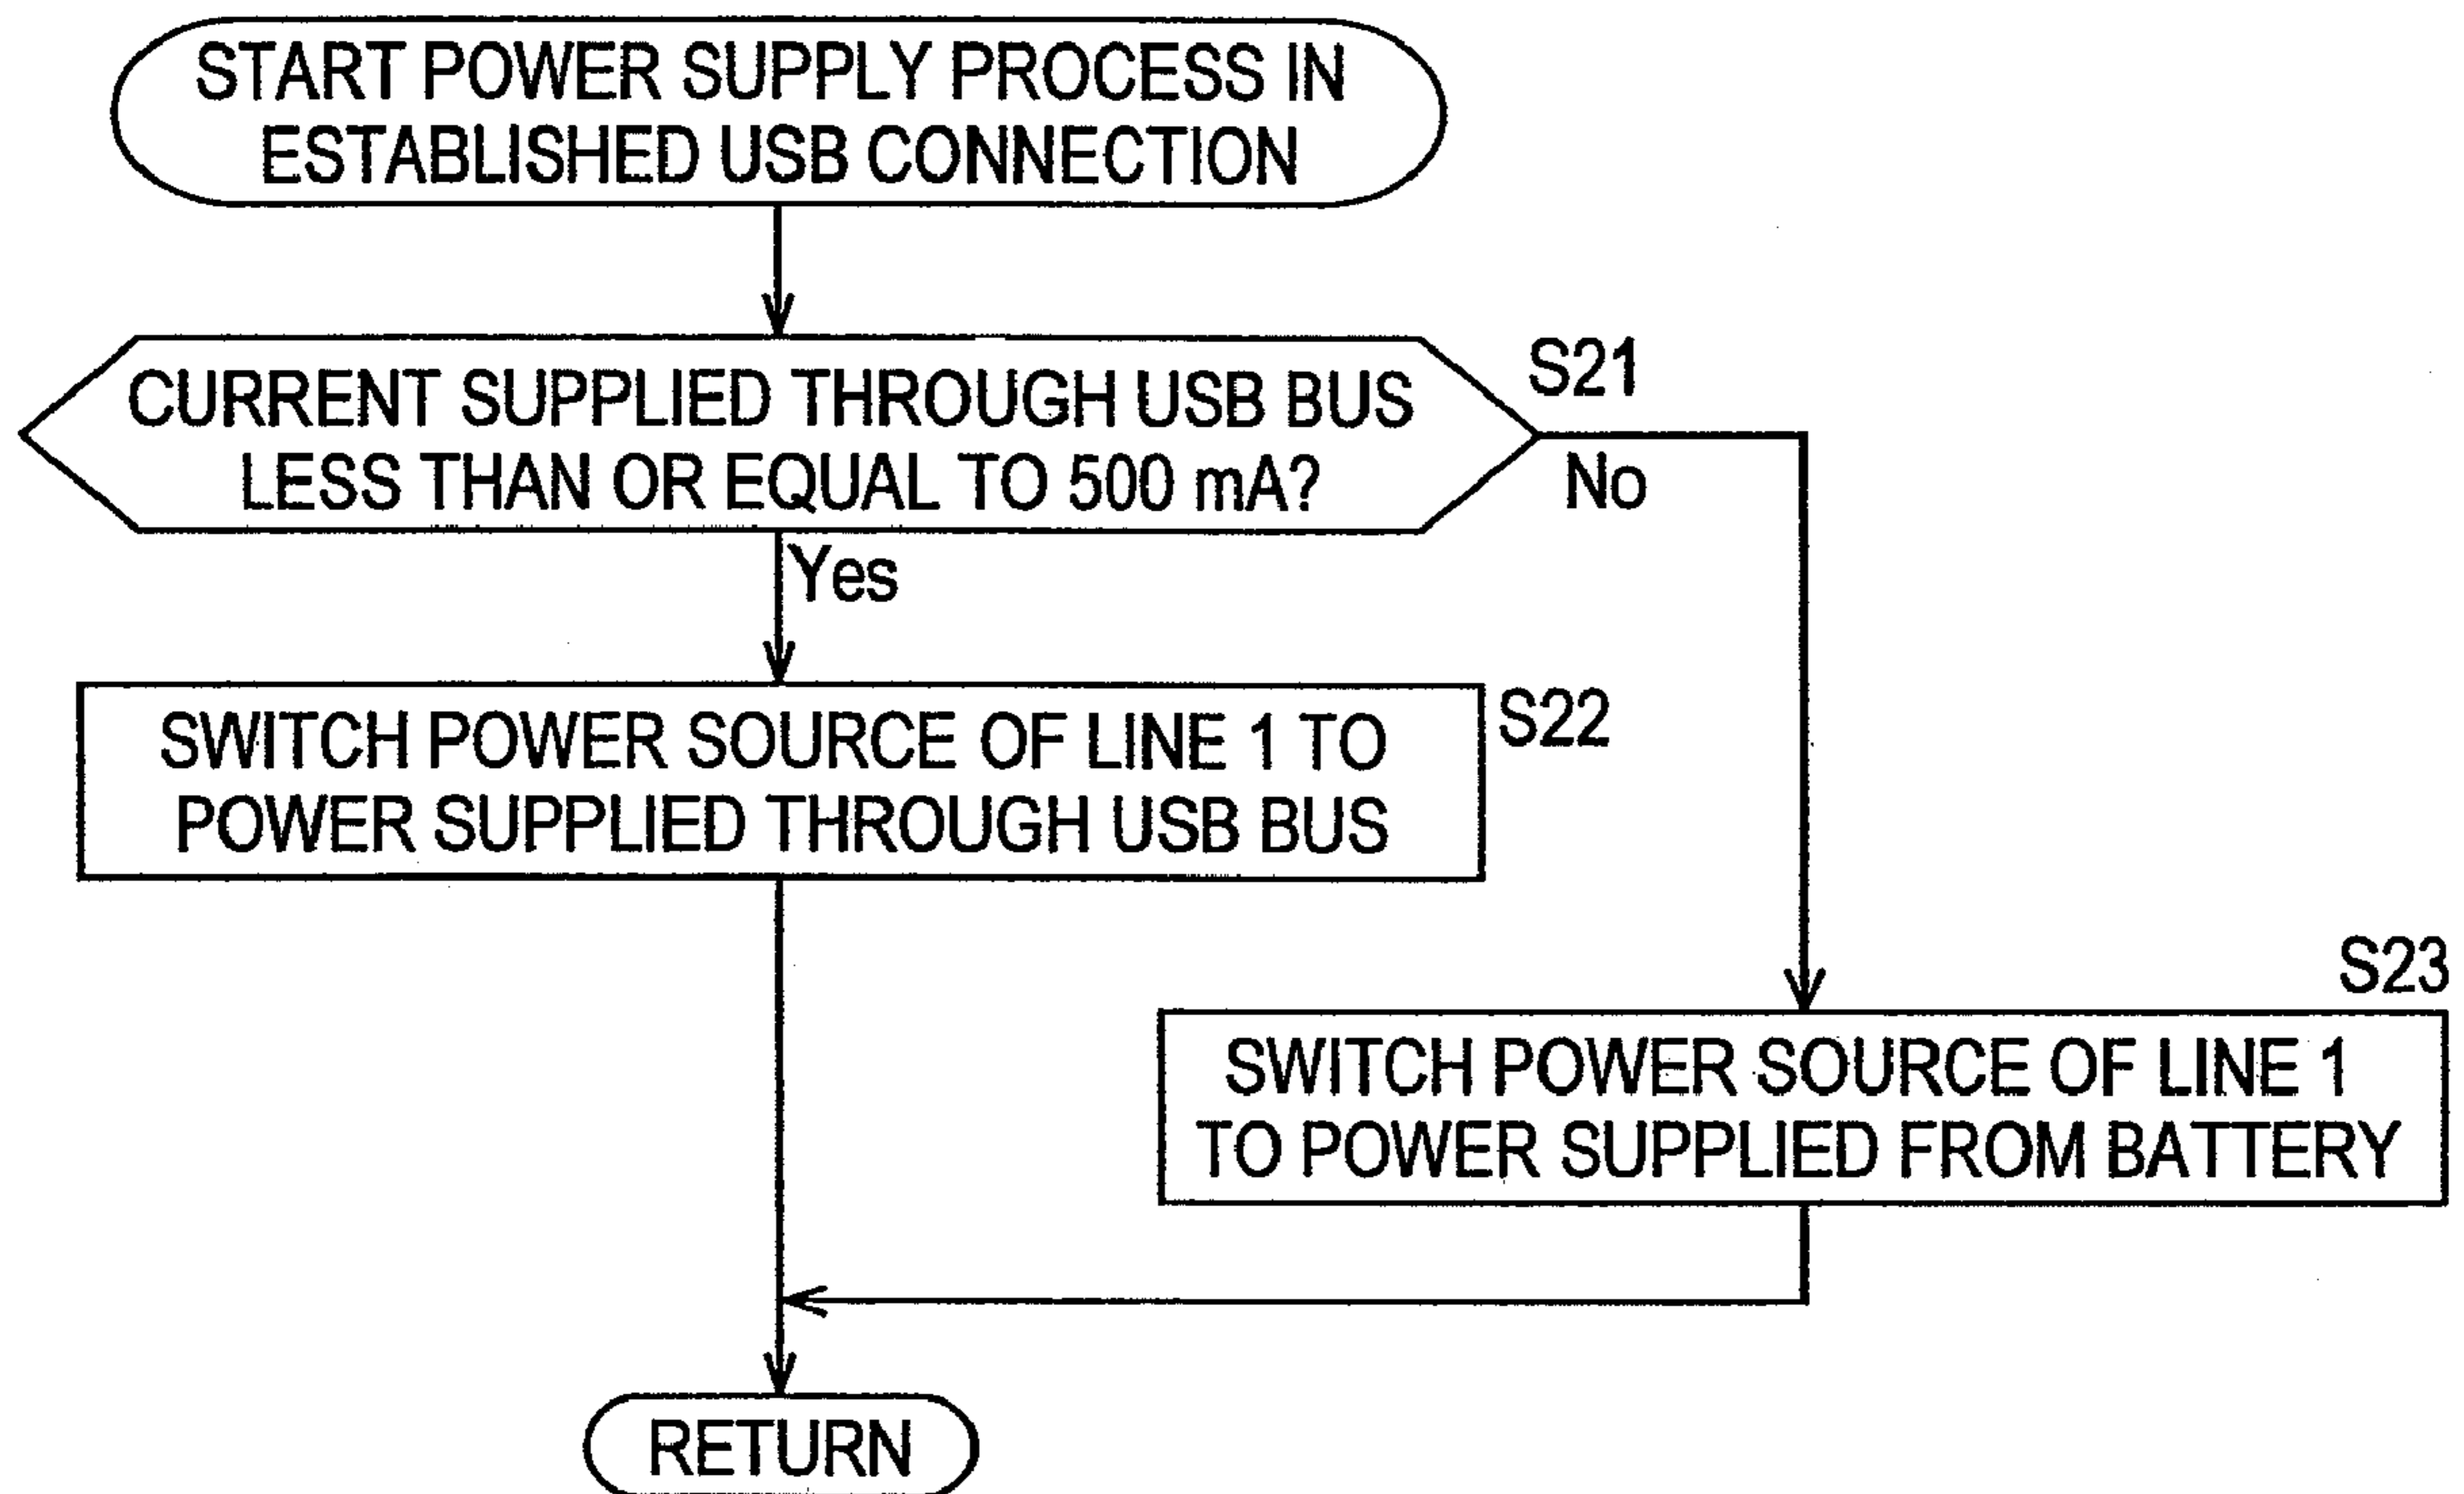 START POWER SUPPLY PROCESS IN
ESTABLISHED USB CONNECTION
CURRENT SUPPLIED THROUGH USB BUS
LESS THAN OR EQUAL TO 500 mA?
S21
No
Yes
SWITCH POWER SOURCE OF LINE 1 TO
POWER SUPPLIED THROUGH USB BUS
S22
S23
SWITCH POWER SOURCE OF LINE 1
TO POWER SUPPLIED FROM BATTERY
RETURN